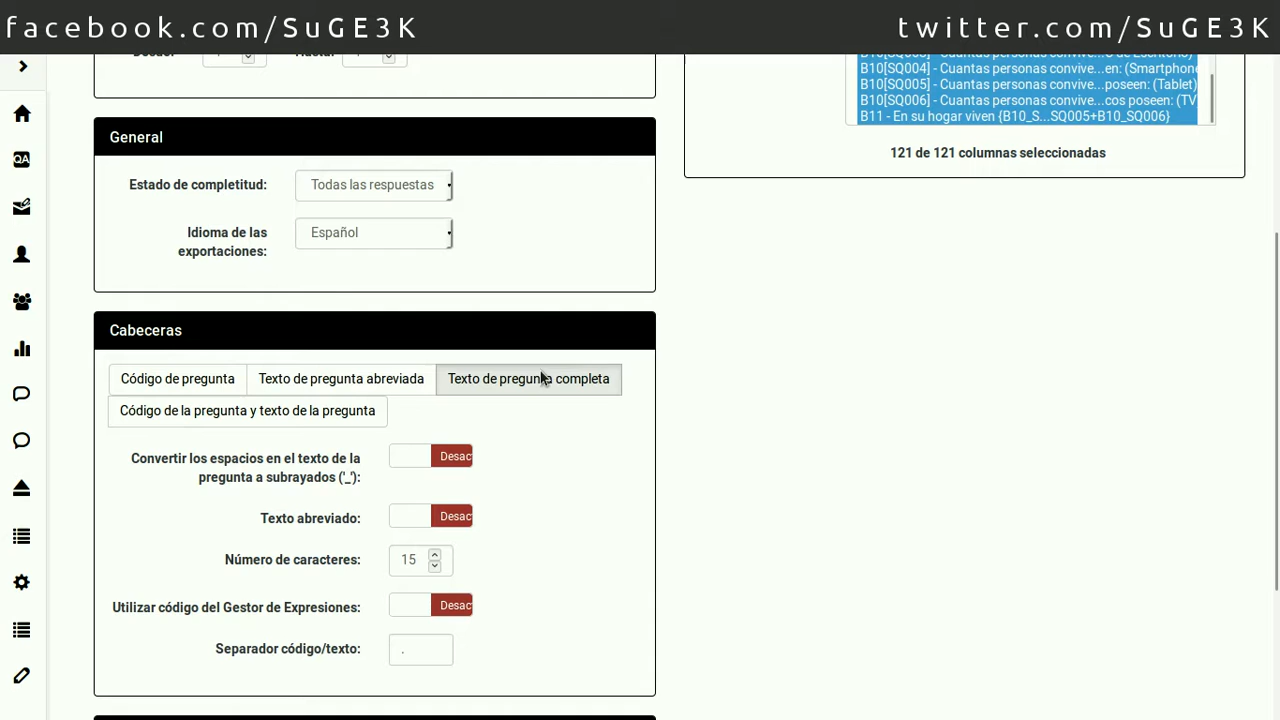 facebook.com/SuGE3K
twitter.com/SuGE3K
B10[SQ004] - Cuantas personas convive...en: (Smartphon
B10[SQ005] - Cuantas personas convive...poseen: (Tablet)
B10[SQ006] - Cuantas personas convive...cos poseen: (TV
B11 - En su hogar viven {B10_S...SQ005+B10_SQ006}
121 de 121 columnas seleccionadas
General
Estado de completitud:
Todas las respuestas
Idioma de las
exportaciones:
Español
Cabeceras
Código de pregunta
Texto de pregunta abreviada
Texto de pregunta completa
Código de la pregunta y texto de la pregunta
Convertir los espacios en el texto de la
pregunta a subrayados ('_'):
Desac
Texto abreviado:
Desac
Número de caracteres:
15
Utilizar código del Gestor de Expresiones:
Desac
Separador código/texto:
.
QA